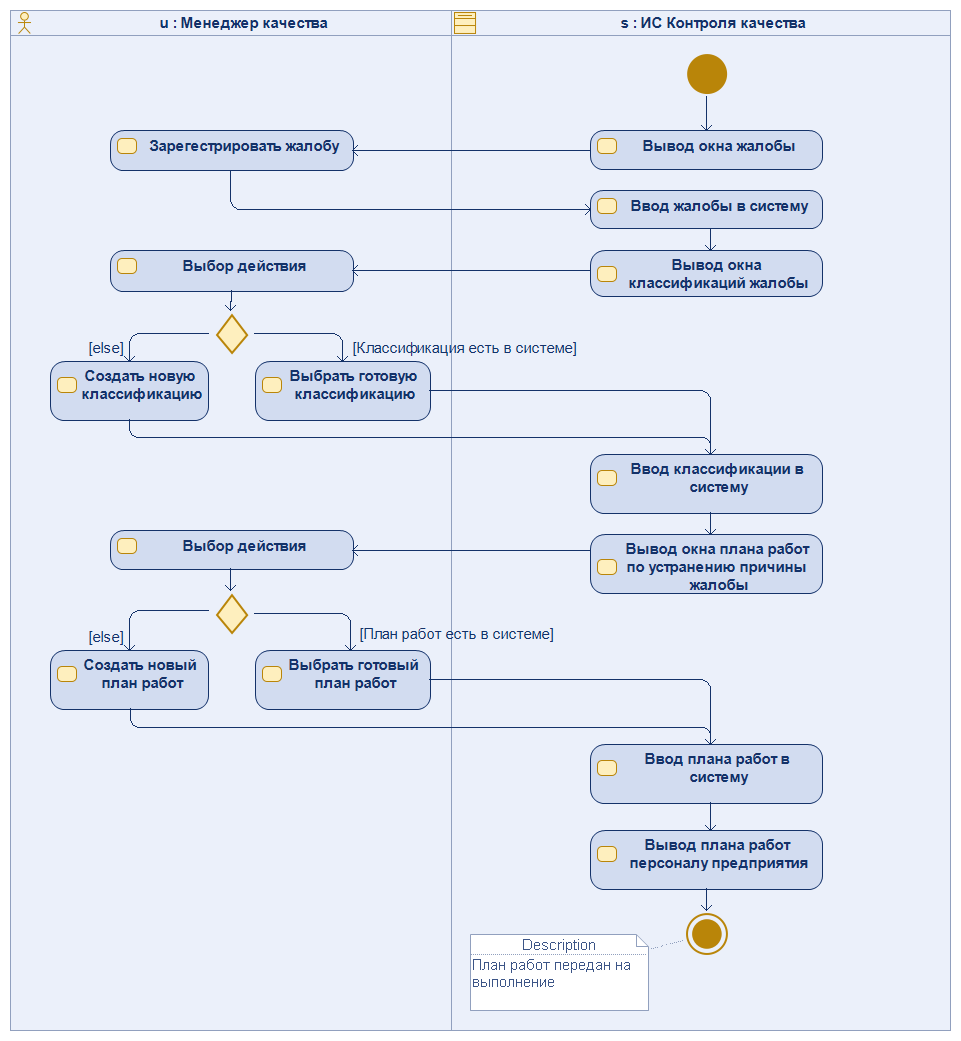 u : Менеджер качества
s : ИС Контроля качества
Зарегестрировать жалобу
Вывод окна жалобы
Ввод жалобы в систему
Выбор действия
Вывод окна
классификаций жалобы
[else]
[Классификация есть в системе]
Создать новую
классификацию
Выбрать готовую
классификацию
Ввод классификации в
систему
Выбор действия
Вывод окна плана работ
по устранению причины
жалобы
[else]
[План работ есть в системе]
Создать новый
план работ
Выбрать готовый
план работ
Ввод плана работ в
систему
Вывод плана работ
персоналу предприятия
Description
План работ передан на
выполнение